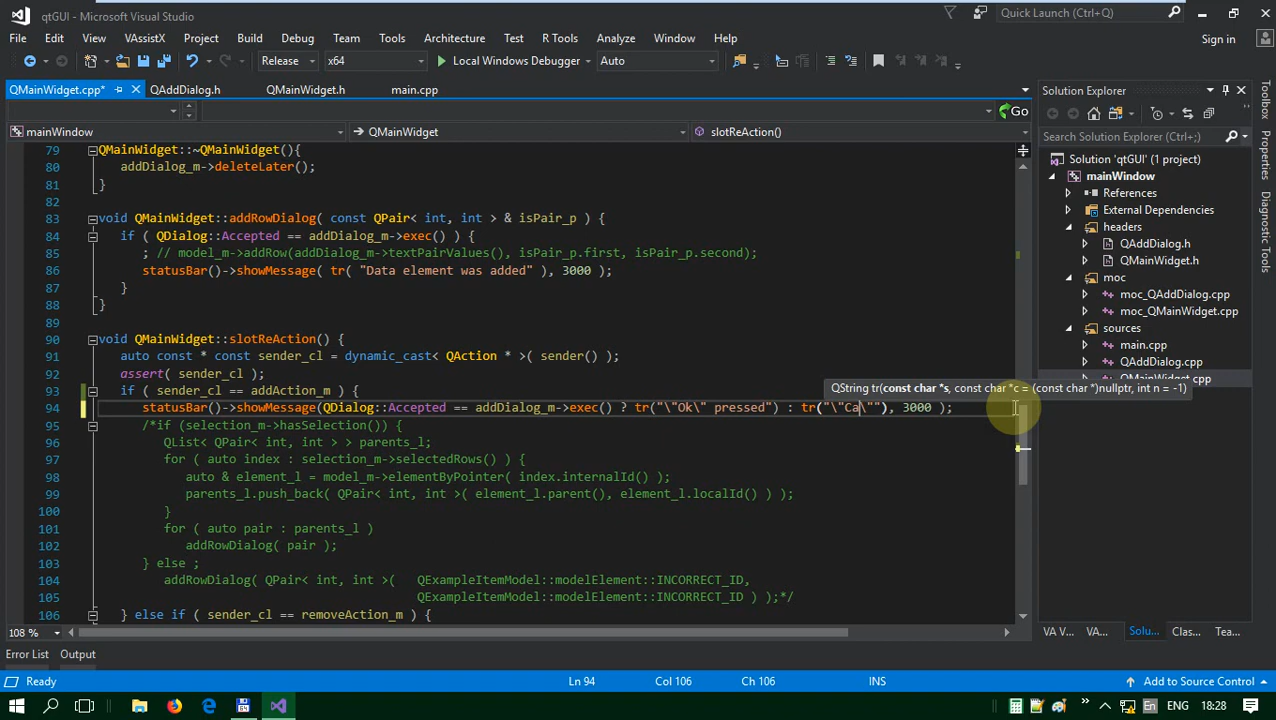 qtGUI - Microsoft Visual Studio
Quick Launch (Ctrl+Q)
File Edit View VAssistX Project Build Debug Team Tools Architecture Test R Tools Analyze Window Help
Sign in
Release x64 Local Windows Debugger Auto
QMainWidget.cpp* QAddDialog.h QMainWidget.h main.cpp
Go
mainWindow QMainWidget slotReAction()
79 QMainWidget::~QMainWidget(){
80 addDialog_m->deleteLater();
81 }
82
83 void QMainWidget::addRowDialog( const QPair< int, int > & isPair_p ) {
84 if ( QDialog::Accepted == addDialog_m->exec() ) {
85 ; // model_m->addRow(addDialog_m->textPairValues(), isPair_p.first, isPair_p.second);
86 statusBar()->showMessage( tr( "Data element was added" ), 3000 );
87 }
88 }
89
90 void QMainWidget::slotReAction() {
91 auto const * const sender_cl = dynamic_cast< QAction * >( sender() );
92 assert( sender_cl );
93 if ( sender_cl == addAction_m ) {
QString tr(const char *s, const char *c = (const char *)nullptr, int n = -1)
94 statusBar()->showMessage(QDialog::Accepted == addDialog_m->exec() ? tr("\"Ok\" pressed") : tr("\"Ca\""), 3000 );
95 /*if ( selection_m->hasSelection() ) {
96 QList< QPair< int, int > > parents_l;
97 for ( auto index : selection_m->selectedRows() ) {
98 auto & element_l = model_m->elementByPointer( index.internalId() );
99 parents_l.push_back( QPair< int, int >( element_l.parent(), element_l.localId() ) );
100 }
101 for ( auto pair : parents_l )
102 addRowDialog( pair );
103 } else ;
104 addRowDialog( QPair< int, int >( QExampleItemModel::modelElement::INCORRECT_ID,
105 QExampleItemModel::modelElement::INCORRECT_ID ) );*/
106 } else if ( sender_cl == removeAction_m ) {
108 %
Solution Explorer
Search Solution Explorer (Ctrl+;)
Solution 'qtGUI' (1 project)
mainWindow
References
External Dependencies
headers
QAddDialog.h
QMainWidget.h
moc
moc_QAddDialog.cpp
moc_QMainWidget.cpp
sources
main.cpp
QAddDialog.cpp
QMainWidget.cpp
VA V... VA... Solu... Clas... Tea...
Toolbox
Properties
Team Explorer
Diagnostic Tools
Error List Output
Ready Ln 94 Col 106 Ch 106 INS Add to Source Control
64
En ENG 18:28